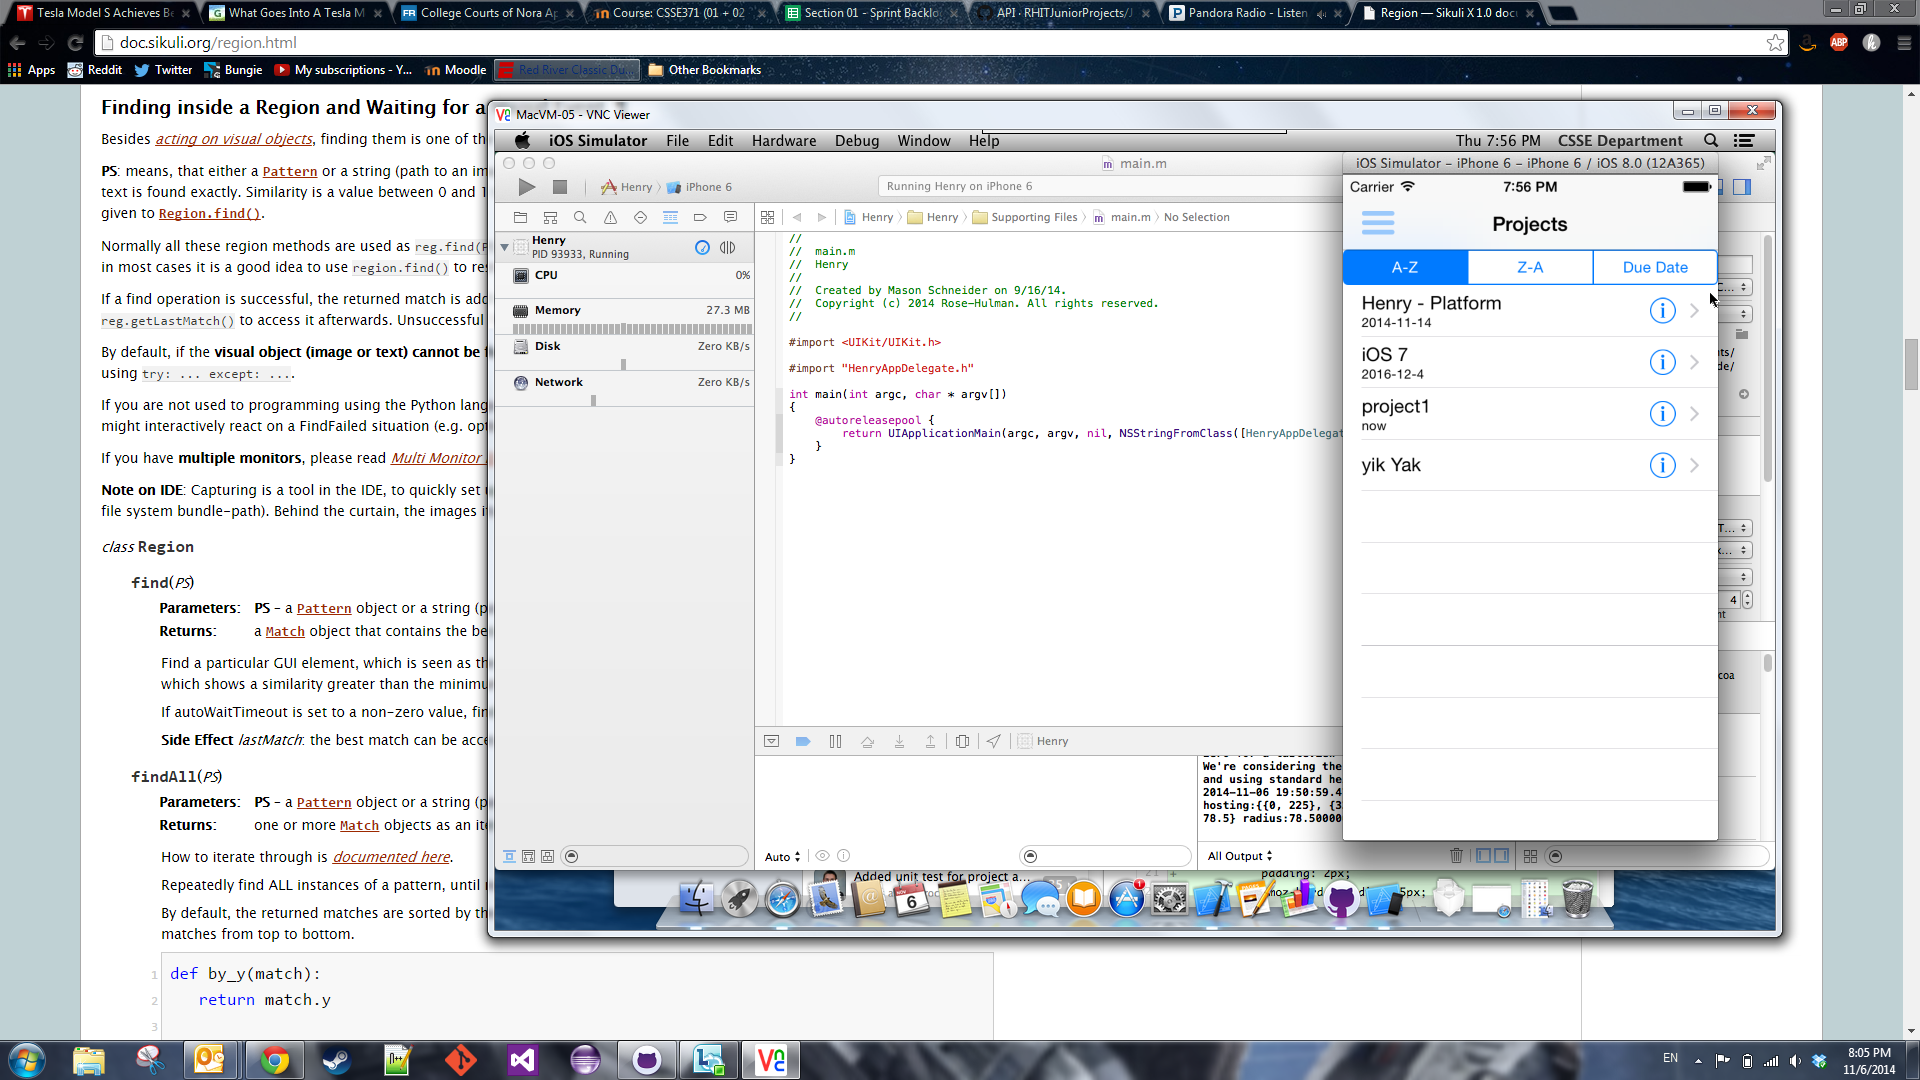 Tesla Model S Achieves Be
What Goes Into A Tesla M
College Courts of Nora Ap
Course: CSSE371 (01 + 02
Section 01 - Sprint Backlo
API · RHITJuniorProjects/
Pandora Radio - Listen
Region — Sikuli X 1.0 doc
doc.sikuli.org/region.html
Apps
Reddit
Twitter
Bungie
My subscriptions - Y...
Moodle
Red River Classic Du...
Other Bookmarks
Finding inside a Region and Waiting for a
Besides acting on visual objects, finding them is one of th
PS: means, that either a Pattern or a string (path to an im
text is found exactly. Similarity is a value between 0 and 1
given to Region.find().
Normally all these region methods are used as reg.find(P
in most cases it is a good idea to use region.find() to res
If a find operation is successful, the returned match is add
reg.getLastMatch() to access it afterwards. Unsuccessful
By default, if the visual object (image or text) cannot be f
using try: ... except: ....
If you are not used to programming using the Python lang
might interactively react on a FindFailed situation (e.g. opt
If you have multiple monitors, please read Multi Monitor
Note on IDE: Capturing is a tool in the IDE, to quickly set
file system bundle-path). Behind the curtain, the images i
class Region
find(PS)
Parameters: PS – a Pattern object or a string (p
Returns: a Match object that contains the be
Find a particular GUI element, which is seen as th
which shows a similarity greater than the minimu
If autoWaitTimeout is set to a non-zero value, fin
Side Effect lastMatch: the best match can be acce
findAll(PS)
Parameters: PS – a Pattern object or a string (p
Returns: one or more Match objects as an ite
How to iterate through is documented here.
Repeatedly find ALL instances of a pattern, until
By default, the returned matches are sorted by th
matches from top to bottom.
1 def by_y(match):
2 return match.y
3
MacVM-05 - VNC Viewer
iOS Simulator File Edit Hardware Debug Window Help
Thu 7:56 PM CSSE Department
main.m
Henry
iPhone 6
Running Henry on iPhone 6
Henry
Henry
Supporting Files
main.m
No Selection
Henry
PID 93933, Running
CPU 0%
Memory 27.3 MB
Disk Zero KB/s
Network Zero KB/s
//
// main.m
// Henry
//
// Created by Mason Schneider on 9/16/14.
// Copyright (c) 2014 Rose-Hulman. All rights reserved.
//
#import <UIKit/UIKit.h>
#import "HenryAppDelegate.h"
int main(int argc, char * argv[])
{
@autoreleasepool {
return UIApplicationMain(argc, argv, nil, NSStringFromClass([HenryAppDelegat
}
}
Henry
We're considering the
and using standard he
2014-11-06 19:50:59.4
hosting:{{0, 225}, {3
78.5} radius:78.50000
Auto
All Output
iOS Simulator – iPhone 6 – iPhone 6 / iOS 8.0 (12A365)
Carrier
7:56 PM
Projects
A-Z
Z-A
Due Date
Henry - Platform
2014-11-14
iOS 7
2016-12-4
project1
now
yik Yak
4
coa
Added unit test for project a...
padding: 2px;
6
1
EN
8:05 PM
11/6/2014